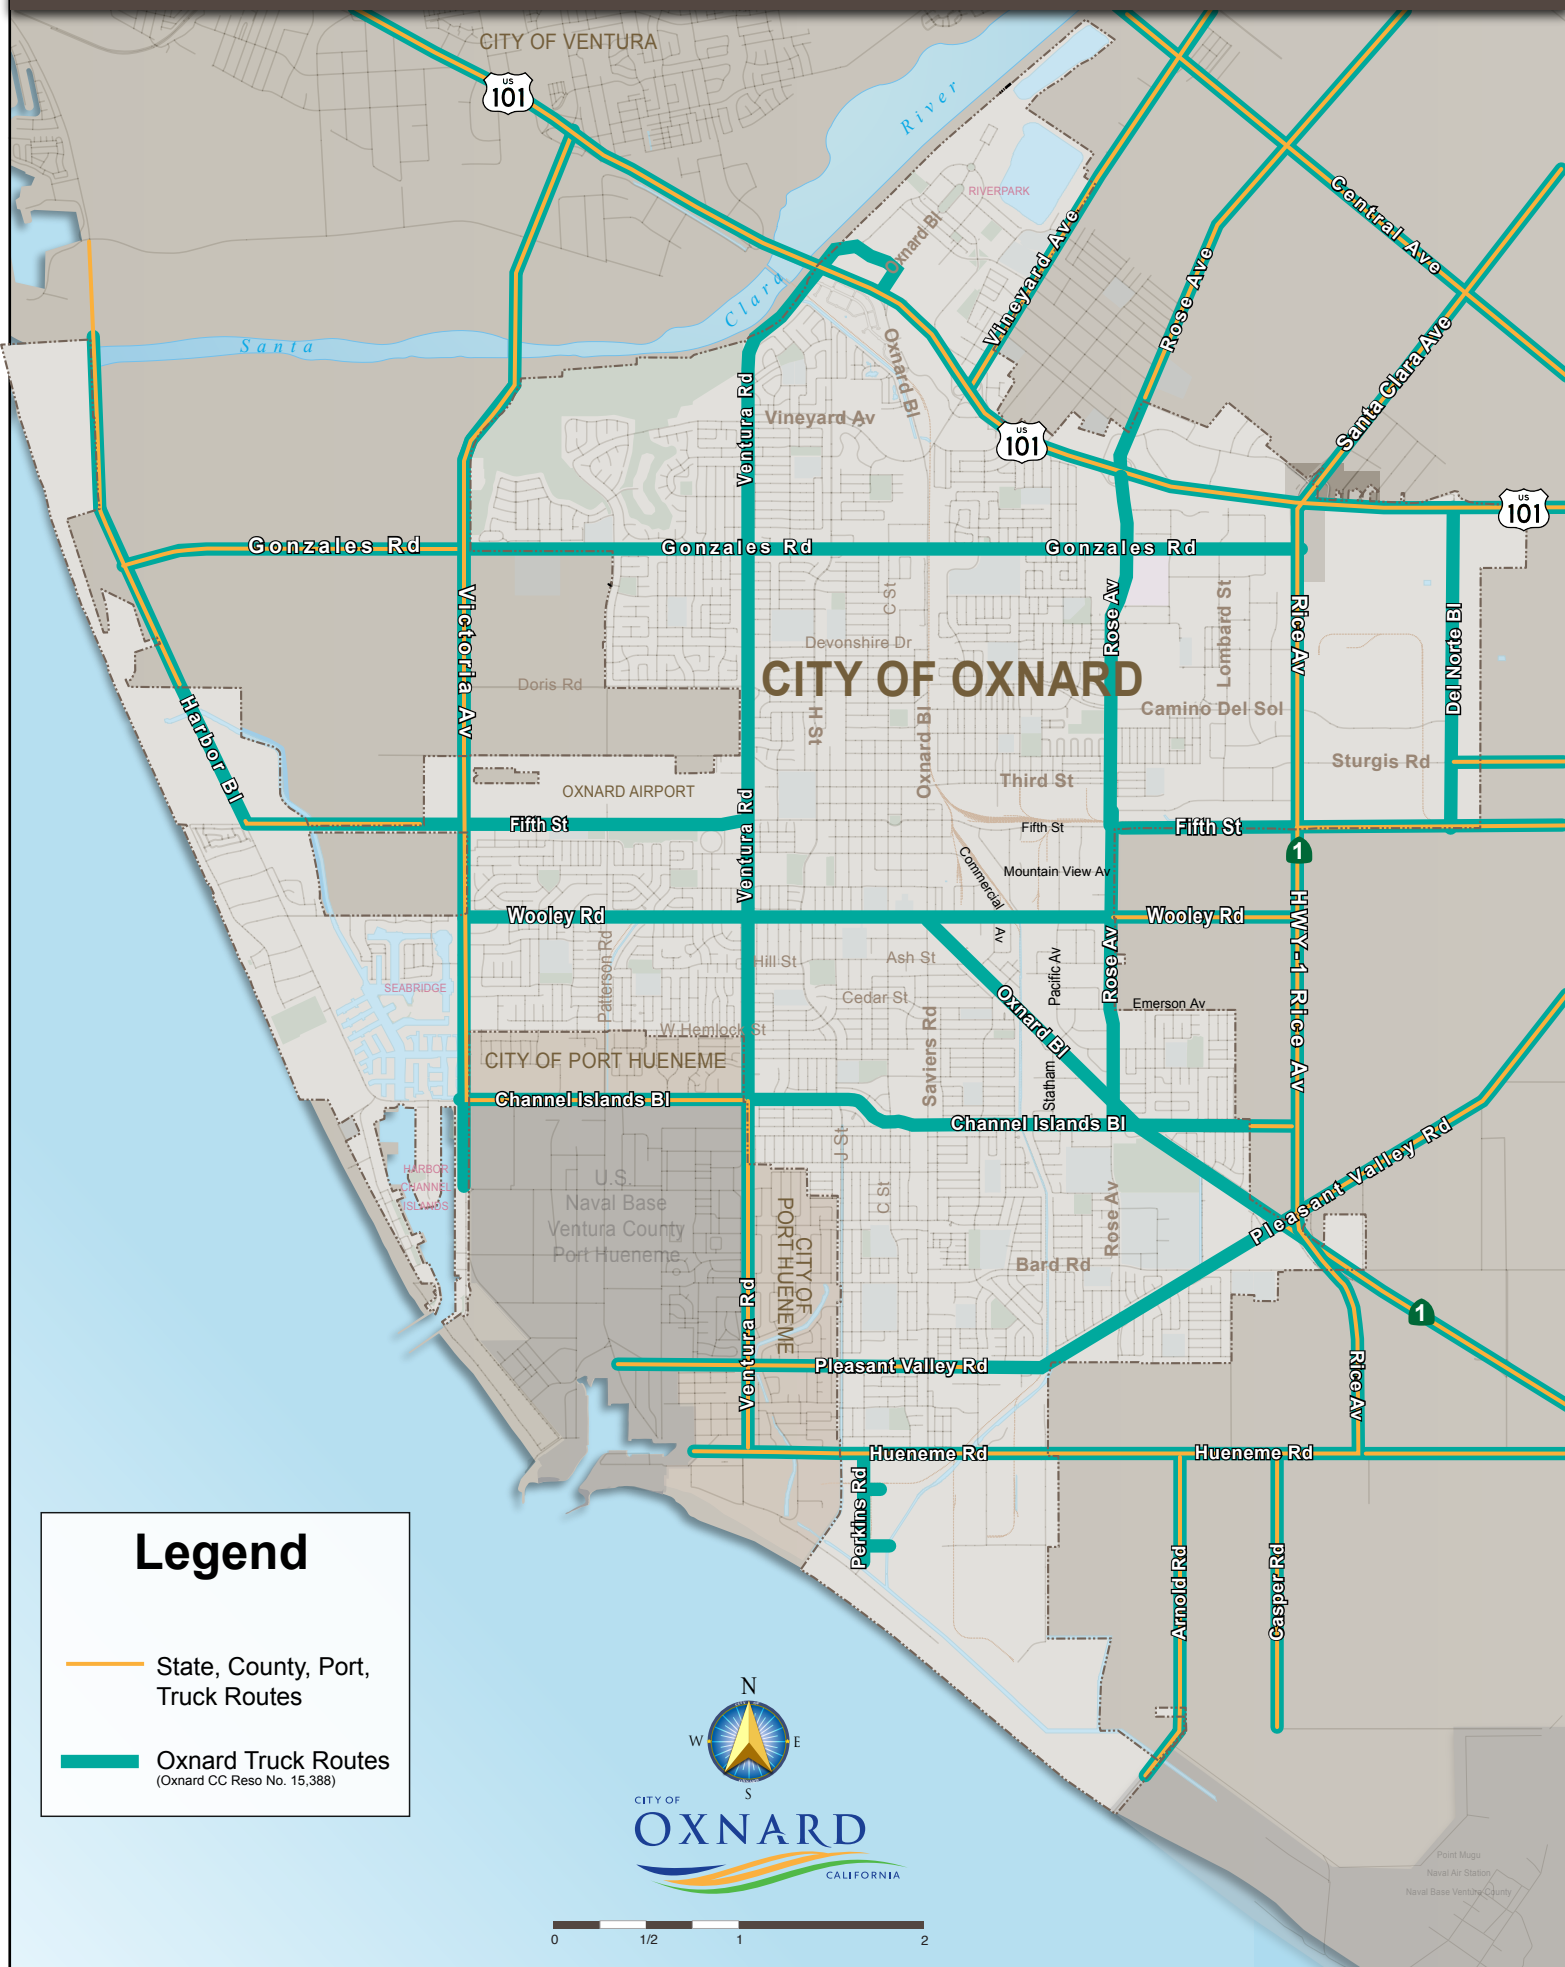 CITY OF VENTURA
US
101
River
RIVERPARK
Oxnard Bl
Vineyard Ave
Central Ave
Rose Ave
Clara
Santa
Oxnard Bl
Ventura Rd
Vineyard Av
Santa Clara Ave
US
101
US
101
Gonzales Rd
Gonzales Rd
Gonzales Rd
C St
Victoria Av
Devonshire Dr
Rose Av
Lombard St
Rice Av
Del Norte Bl
CITY OF OXNARD
Doris Rd
H St
Oxnard Bl
Camino Del Sol
Harbor Bl
Sturgis Rd
OXNARD AIRPORT
Third St
Ventura Rd
Fifth St
Fifth St
Fifth St
1
Commercial
Av
Mountain View Av
Wooley Rd
Wooley Rd
HWY-1 Rice Av
Patterson Rd
Hill St
Ash St
Pacific Av
Rose Av
SEABRIDGE
Cedar St
Emerson Av
W Hemlock St
Saviers Rd
Oxnard Bl
CITY OF PORT HUENEME
Statham
Channel Islands Bl
Channel Islands Bl
J St
Pleasant Valley Rd
HARBOR
CHANNEL
ISLANDS
U.S.
Naval Base
Ventura County
Port Hueneme
C St
Rose Av
CITY OF
PORT HUENEME
Bard Rd
1
Ventura Rd
Pleasant Valley Rd
Rice Av
Hueneme Rd
Hueneme Rd
Perkins Rd
Arnold Rd
Casper Rd
Legend
State, County, Port,
Truck Routes
Oxnard Truck Routes
(Oxnard CC Reso No. 15,388)
N
W
E
S
CITY OF
OXNARD
CALIFORNIA
0 1/2 1 2
Point Mugu
Naval Air Station
Naval Base Ventura County